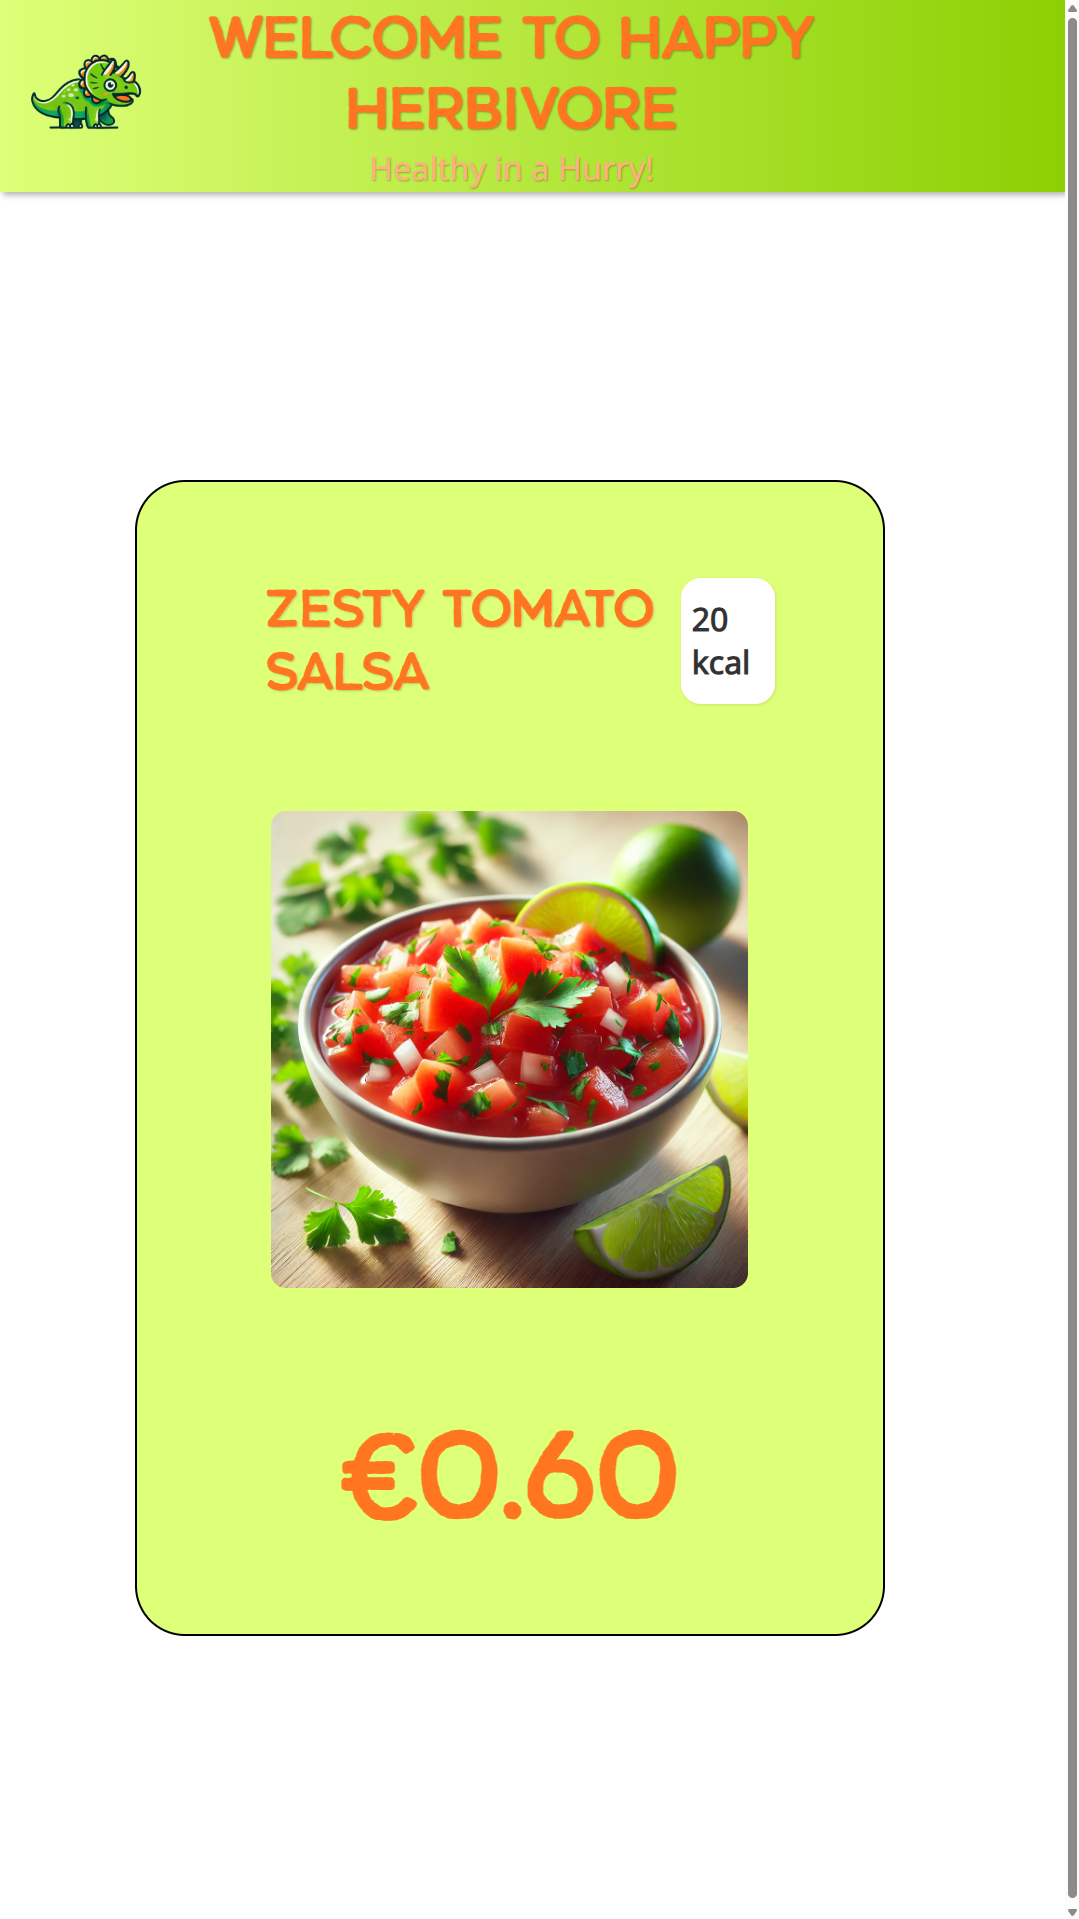 WELCOME TO HAPPY
HERBIVORE
Healthy in a Hurry!
ZESTY TOMATO
SALSA
20
kcal
€0.60